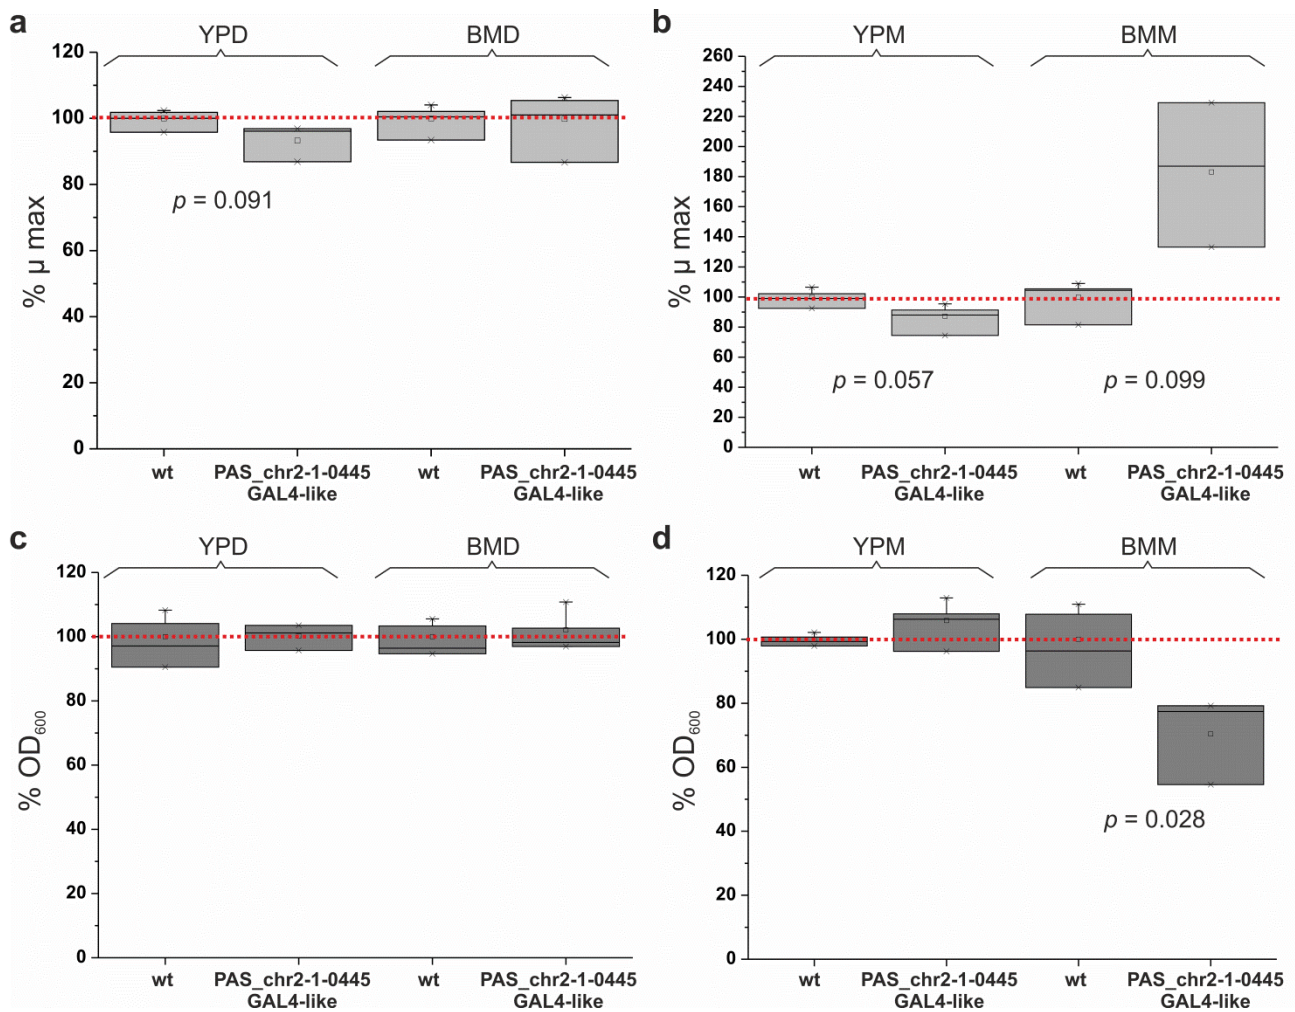 a
YPD BMD
% μ max
120
100
80
60
40
20
0
p = 0.091
wt PAS_chr2-1-0445 wt PAS_chr2-1-0445
GAL4-like GAL4-like
b
YPM BMM
% μ max
260
240
220
200
180
160
140
120
100
80
60
40
20
0
p = 0.057 p = 0.099
wt PAS_chr2-1-0445 wt PAS_chr2-1-0445
GAL4-like GAL4-like
c
YPD BMD
% OD600
120
100
80
60
40
20
0
wt PAS_chr2-1-0445 wt PAS_chr2-1-0445
GAL4-like GAL4-like
d
YPM BMM
% OD600
120
100
80
60
40
20
0
p = 0.028
wt PAS_chr2-1-0445 wt PAS_chr2-1-0445
GAL4-like GAL4-like